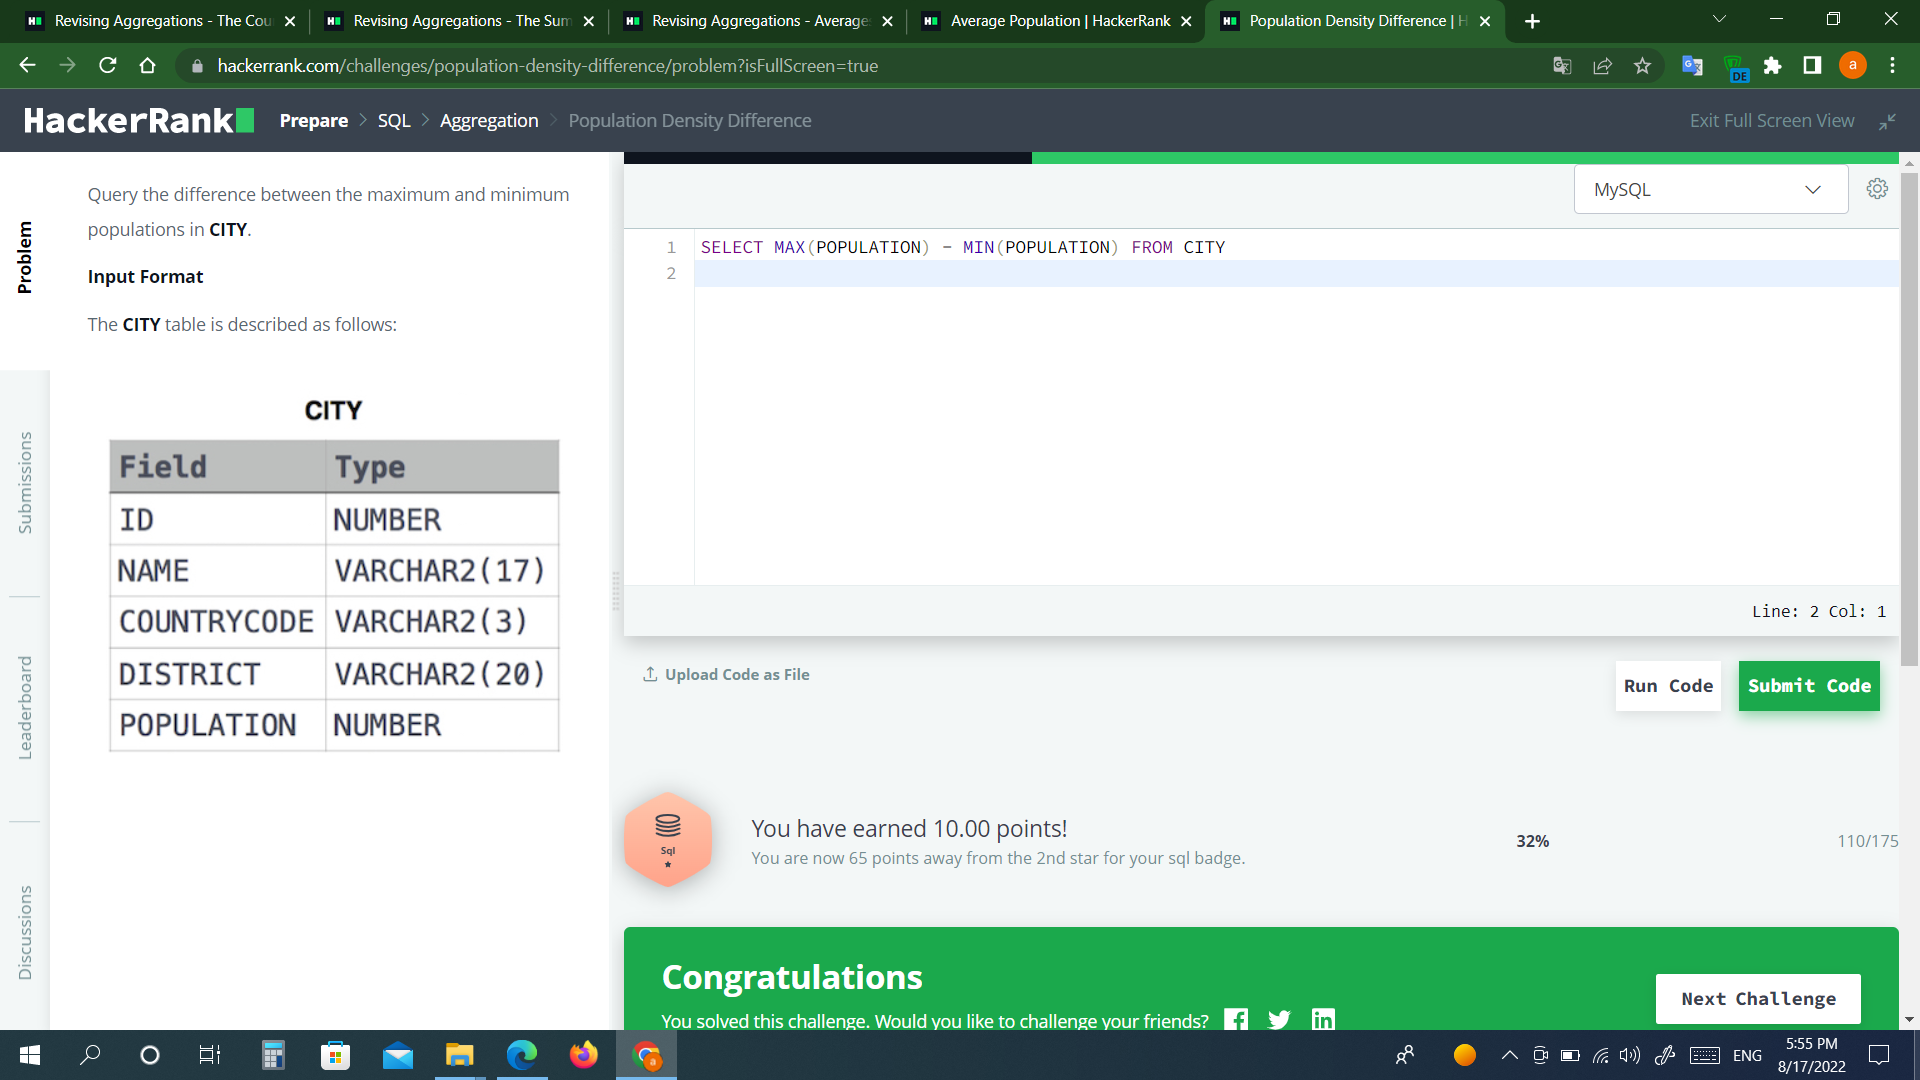 Revising Aggregations - The Cou
Revising Aggregations - The Sum
Revising Aggregations - Average
Average Population | HackerRank
Population Density Difference | H
hackerrank.com/challenges/population-density-difference/problem?isFullScreen=true
DE
a
HackerRank
Prepare > SQL > Aggregation > Population Density Difference
Exit Full Screen View
Problem
Submissions
Leaderboard
Discussions
Query the difference between the maximum and minimum
populations in CITY.
Input Format
The CITY table is described as follows:
CITY
Field Type
ID NUMBER
NAME VARCHAR2(17)
COUNTRYCODE VARCHAR2(3)
DISTRICT VARCHAR2(20)
POPULATION NUMBER
MySQL
1 SELECT MAX(POPULATION) - MIN(POPULATION) FROM CITY
2
Line: 2 Col: 1
Upload Code as File
Run Code
Submit Code
Sql
You have earned 10.00 points!
You are now 65 points away from the 2nd star for your sql badge.
32%
110/175
Congratulations
You solved this challenge. Would you like to challenge your friends?
Next Challenge
a
ENG
5:55 PM
8/17/2022